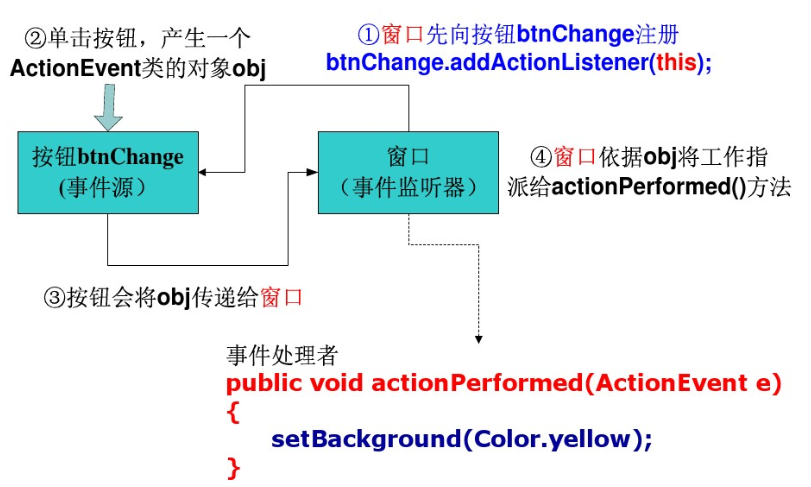 ②单击按钮，产生一个
ActionEvent类的对象obj
①窗口先向按钮btnChange注册
btnChange.addActionListener(this);
按钮btnChange
(事件源）
窗口
（事件监听器）
④窗口依据obj将工作指
派给actionPerformed()方法
③按钮会将obj传递给窗口
事件处理者
public void actionPerformed(ActionEvent e)
{
setBackground(Color.yellow);
}